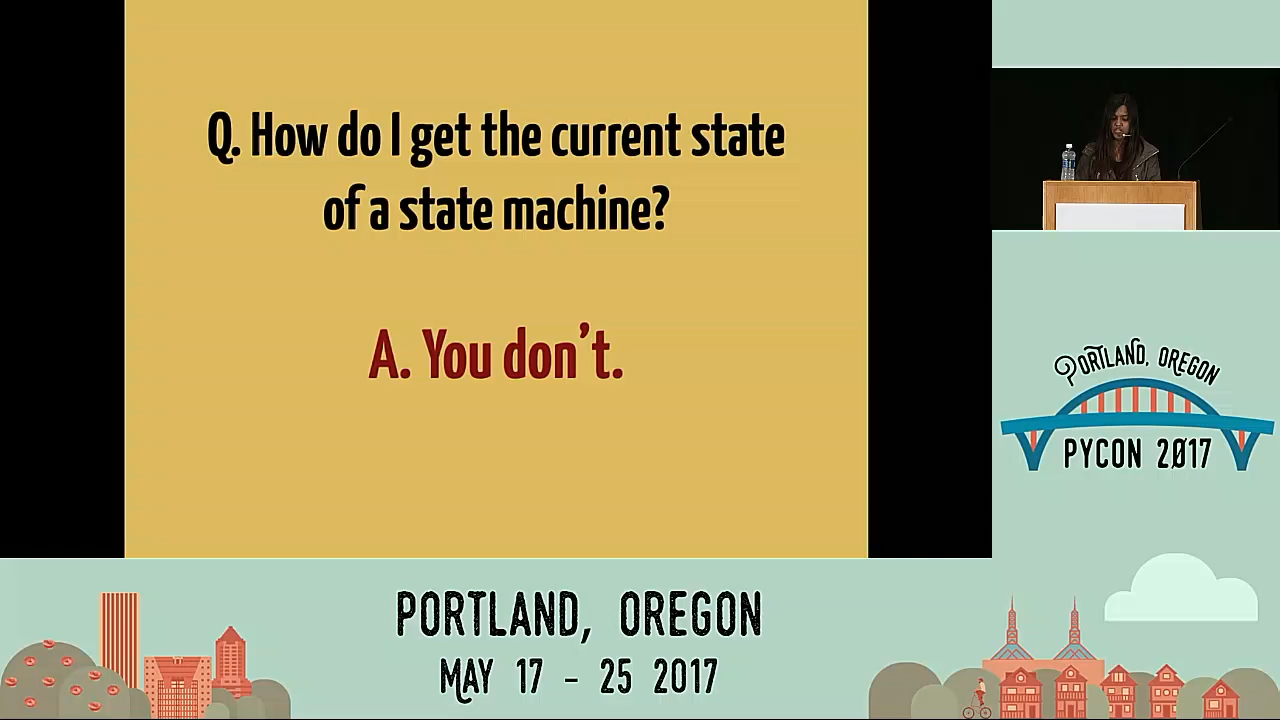 Q. How do I get the current state
of a state machine?
A. You don't.
PORTLAND, OREGON
PYCON 2017
PORTLAND, OREGON
MAY 17 - 25 2017